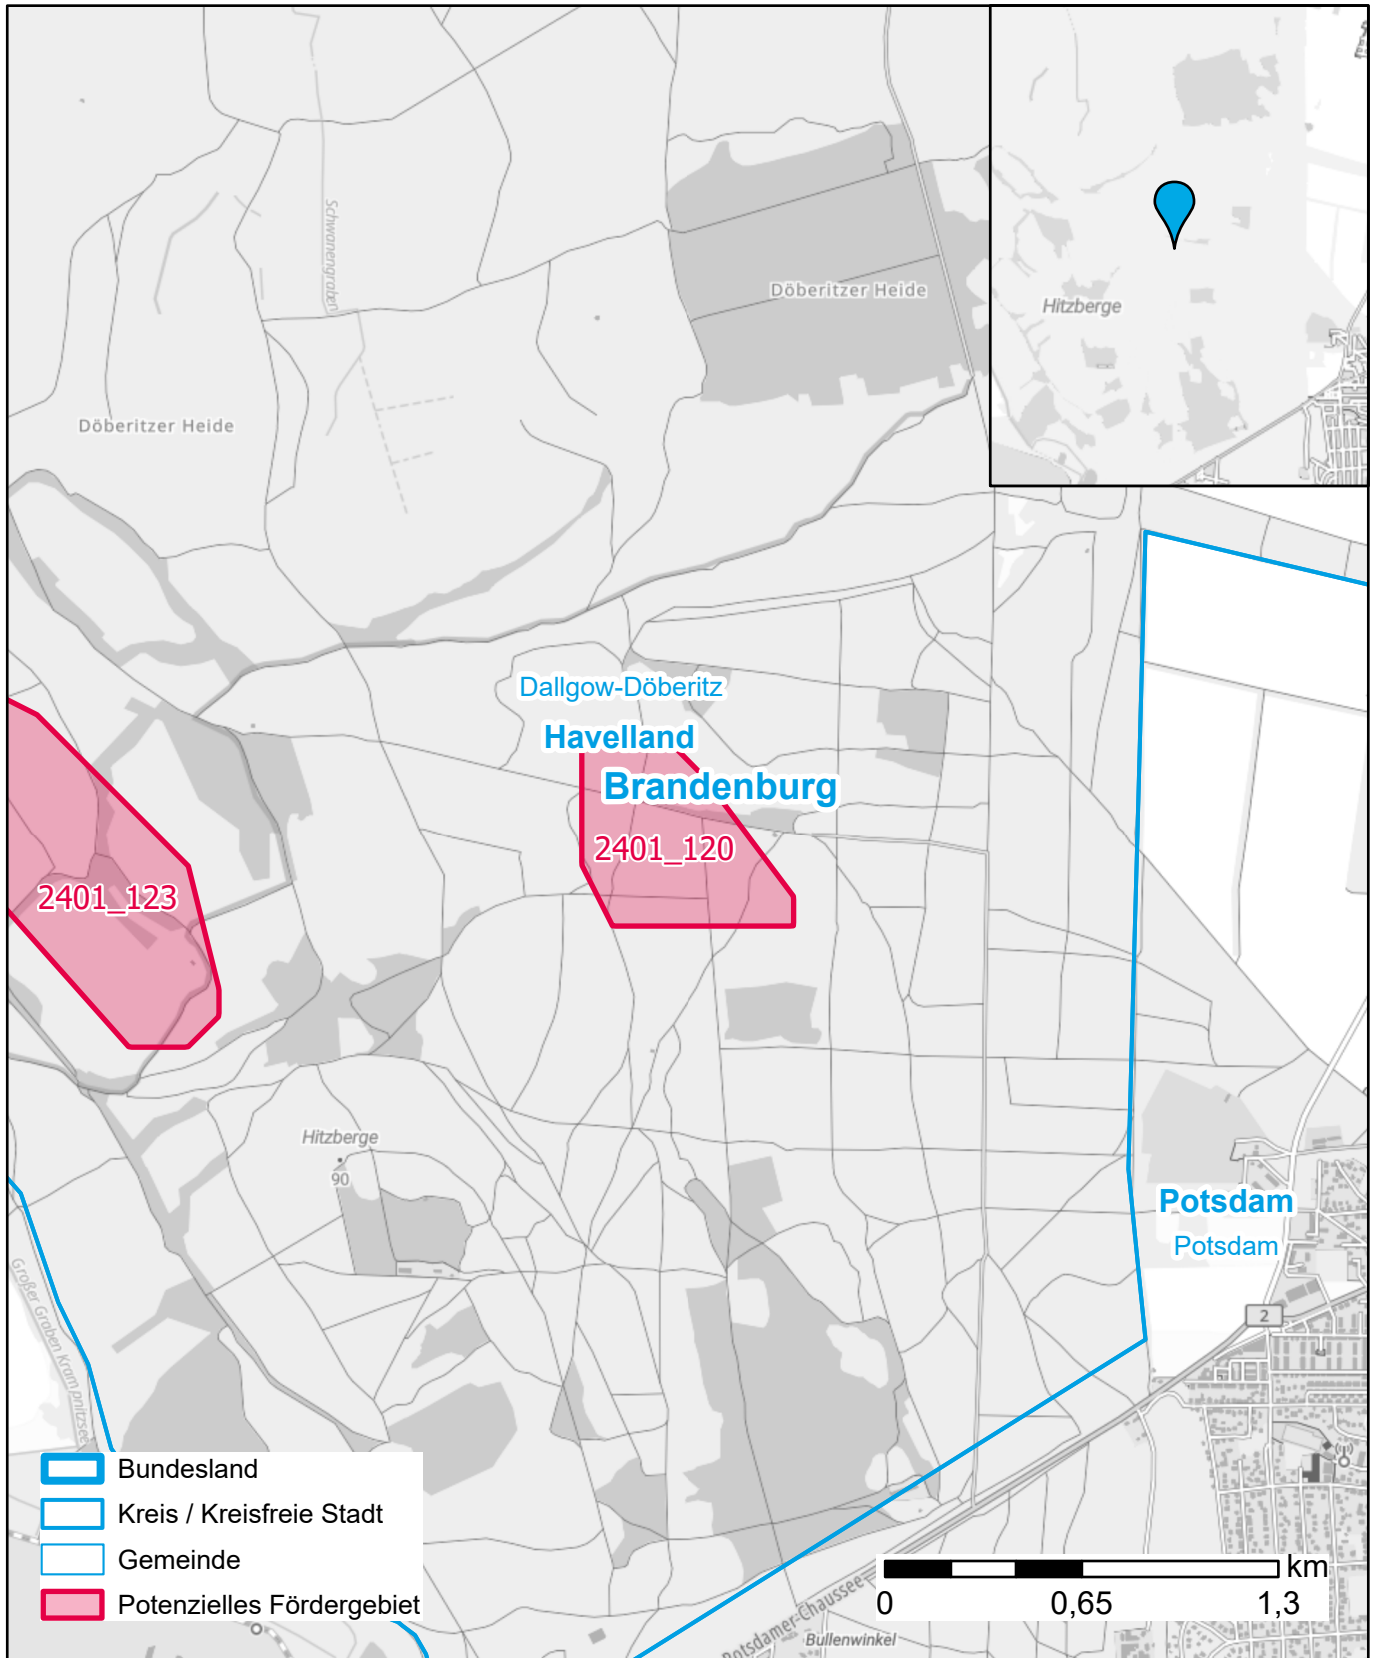 Schwanengraben
Döberitzer Heide
Hitzberge
Döberitzer Heide
Dallgow-Döberitz
Havelland
Brandenburg
2401_120
2401_123
Hitzberge
90
Potsdam
Potsdam
Großer Graben Krampnitzsee
2
Bundesland
Kreis / Kreisfreie Stadt
Gemeinde
Potenzielles Fördergebiet
km
0 0,65 1,3
Potsdamer-Chaussee
Bullenwinkel